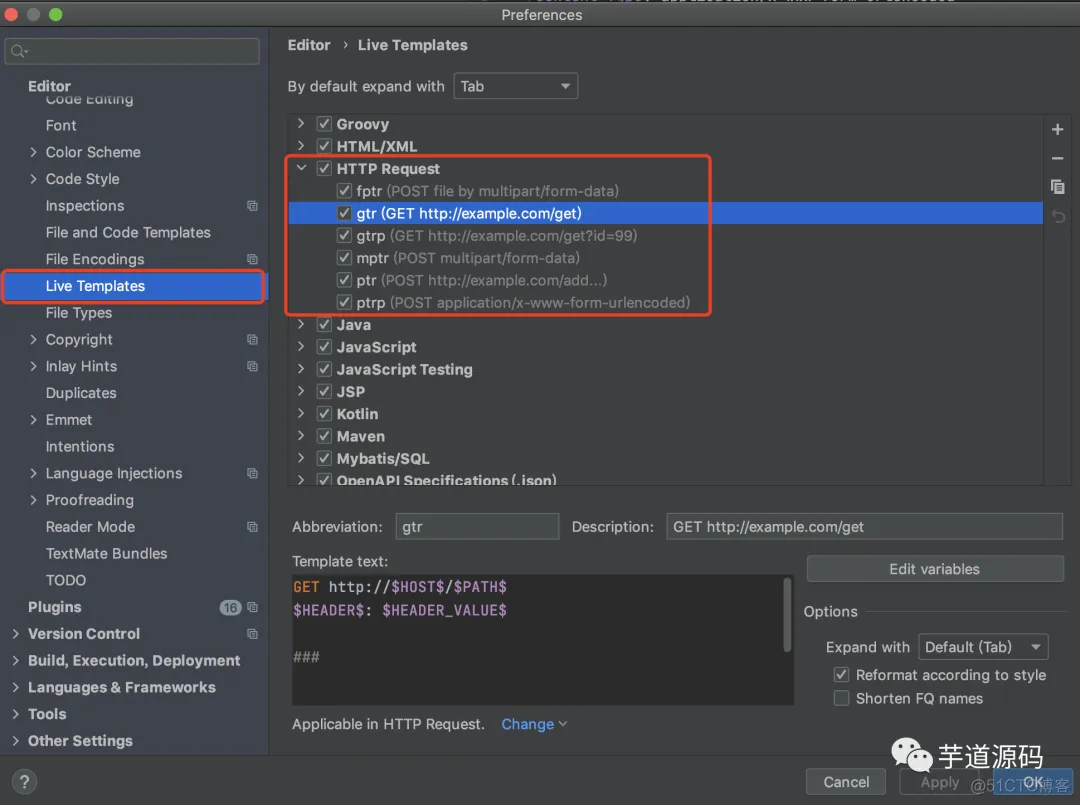 Preferences
Editor
Code Editing
Font
Color Scheme
Code Style
Inspections
File and Code Templates
File Encodings
Live Templates
File Types
Copyright
Inlay Hints
Duplicates
Emmet
Intentions
Language Injections
Proofreading
Reader Mode
TextMate Bundles
TODO
Plugins 16
Version Control
Build, Execution, Deployment
Languages & Frameworks
Tools
Other Settings
?
Editor › Live Templates
By default expand with Tab
Groovy
HTML/XML
HTTP Request
fptr (POST file by multipart/form-data)
gtr (GET http://example.com/get)
gtrp (GET http://example.com/get?id=99)
mptr (POST multipart/form-data)
ptr (POST http://example.com/add...)
ptrp (POST application/x-www-form-urlencoded)
Java
JavaScript
JavaScript Testing
JSP
Kotlin
Maven
Mybatis/SQL
OpenAPI Specifications (.json)
Abbreviation: gtr Description: GET http://example.com/get
Template text:
GET http://$HOST$/$PATH$
$HEADER$: $HEADER_VALUE$
###
Edit variables
Options
Expand with Default (Tab)
Reformat according to style
Shorten FQ names
Applicable in HTTP Request. Change
芋道源码
Cancel Apply OK
@51CTO博客